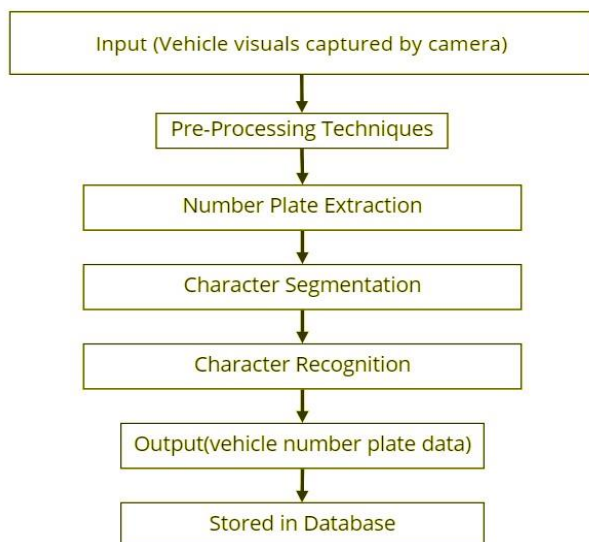 Input (Vehicle visuals captured by camera)
Pre-Processing Techniques
Number Plate Extraction
Character Segmentation
Character Recognition
Output(vehicle number plate data)
Stored in Database